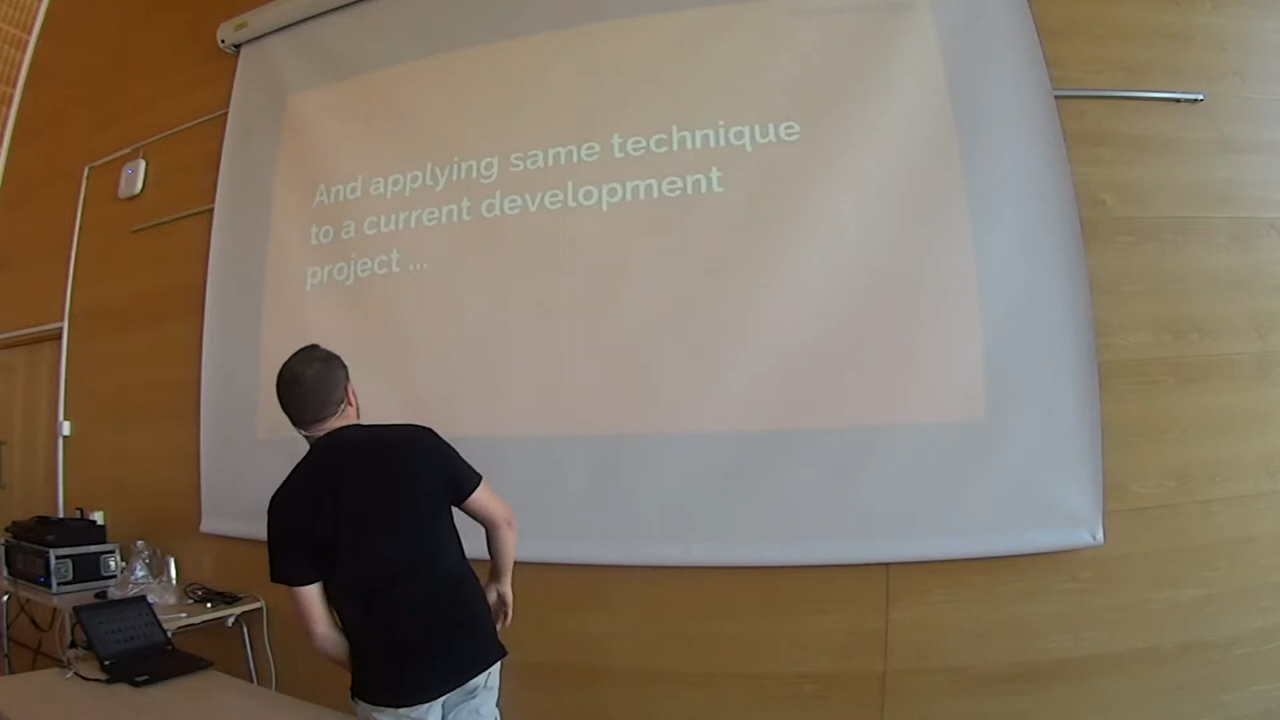 And applying same technique
to a current development
project ...